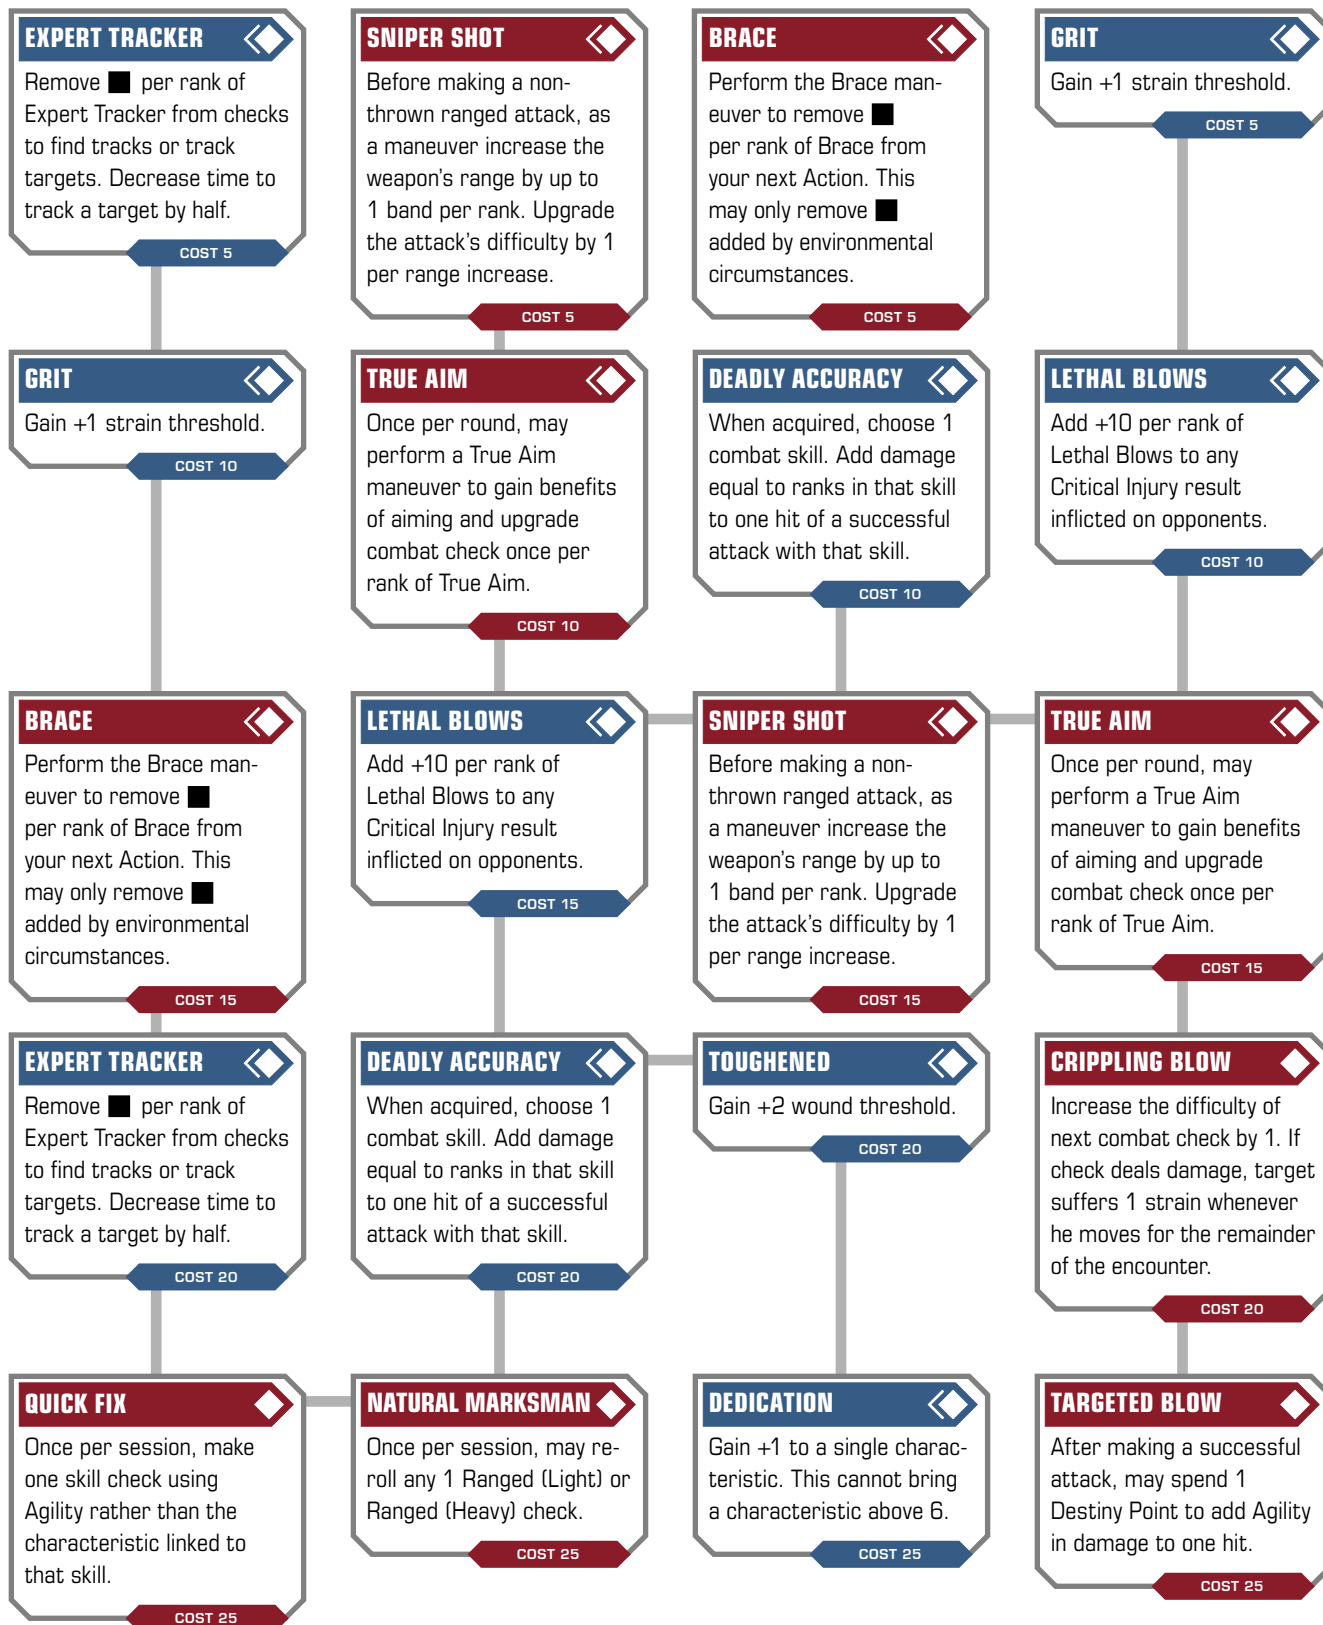 EXPERT TRACKER
Remove per rank of
Expert Tracker from checks
to find tracks or track
targets. Decrease time to
track a target by half.
COST 5
SNIPER SHOT
Before making a non-
thrown ranged attack, as
a maneuver increase the
weapon's range by up to
1 band per rank. Upgrade
the attack's difficulty by 1
per range increase.
COST 5
BRACE
Perform the Brace man-
euver to remove
per rank of Brace from
your next Action. This
may only remove
added by environmental
circumstances.
COST 5
GRIT
Gain +1 strain threshold.
COST 5
GRIT
Gain +1 strain threshold.
COST 10
TRUE AIM
Once per round, may
perform a True Aim
maneuver to gain benefits
of aiming and upgrade
combat check once per
rank of True Aim.
COST 10
DEADLY ACCURACY
When acquired, choose 1
combat skill. Add damage
equal to ranks in that skill
to one hit of a successful
attack with that skill.
COST 10
LETHAL BLOWS
Add +10 per rank of
Lethal Blows to any
Critical Injury result
inflicted on opponents.
COST 10
BRACE
Perform the Brace man-
euver to remove
per rank of Brace from
your next Action. This
may only remove
added by environmental
circumstances.
COST 15
LETHAL BLOWS
Add +10 per rank of
Lethal Blows to any
Critical Injury result
inflicted on opponents.
COST 15
SNIPER SHOT
Before making a non-
thrown ranged attack, as
a maneuver increase the
weapon's range by up to
1 band per rank. Upgrade
the attack's difficulty by 1
per range increase.
COST 15
TRUE AIM
Once per round, may
perform a True Aim
maneuver to gain benefits
of aiming and upgrade
combat check once per
rank of True Aim.
COST 15
EXPERT TRACKER
Remove per rank of
Expert Tracker from checks
to find tracks or track
targets. Decrease time to
track a target by half.
COST 20
DEADLY ACCURACY
When acquired, choose 1
combat skill. Add damage
equal to ranks in that skill
to one hit of a successful
attack with that skill.
COST 20
TOUGHENED
Gain +2 wound threshold.
COST 20
CRIPPLING BLOW
Increase the difficulty of
next combat check by 1. If
check deals damage, target
suffers 1 strain whenever
he moves for the remainder
of the encounter.
COST 20
QUICK FIX
Once per session, make
one skill check using
Agility rather than the
characteristic linked to
that skill.
COST 25
NATURAL MARKSMAN
Once per session, may re-
roll any 1 Ranged (Light) or
Ranged (Heavy) check.
COST 25
DEDICATION
Gain +1 to a single charac-
teristic. This cannot bring
a characteristic above 6.
COST 25
TARGETED BLOW
After making a successful
attack, may spend 1
Destiny Point to add Agility
in damage to one hit.
COST 25